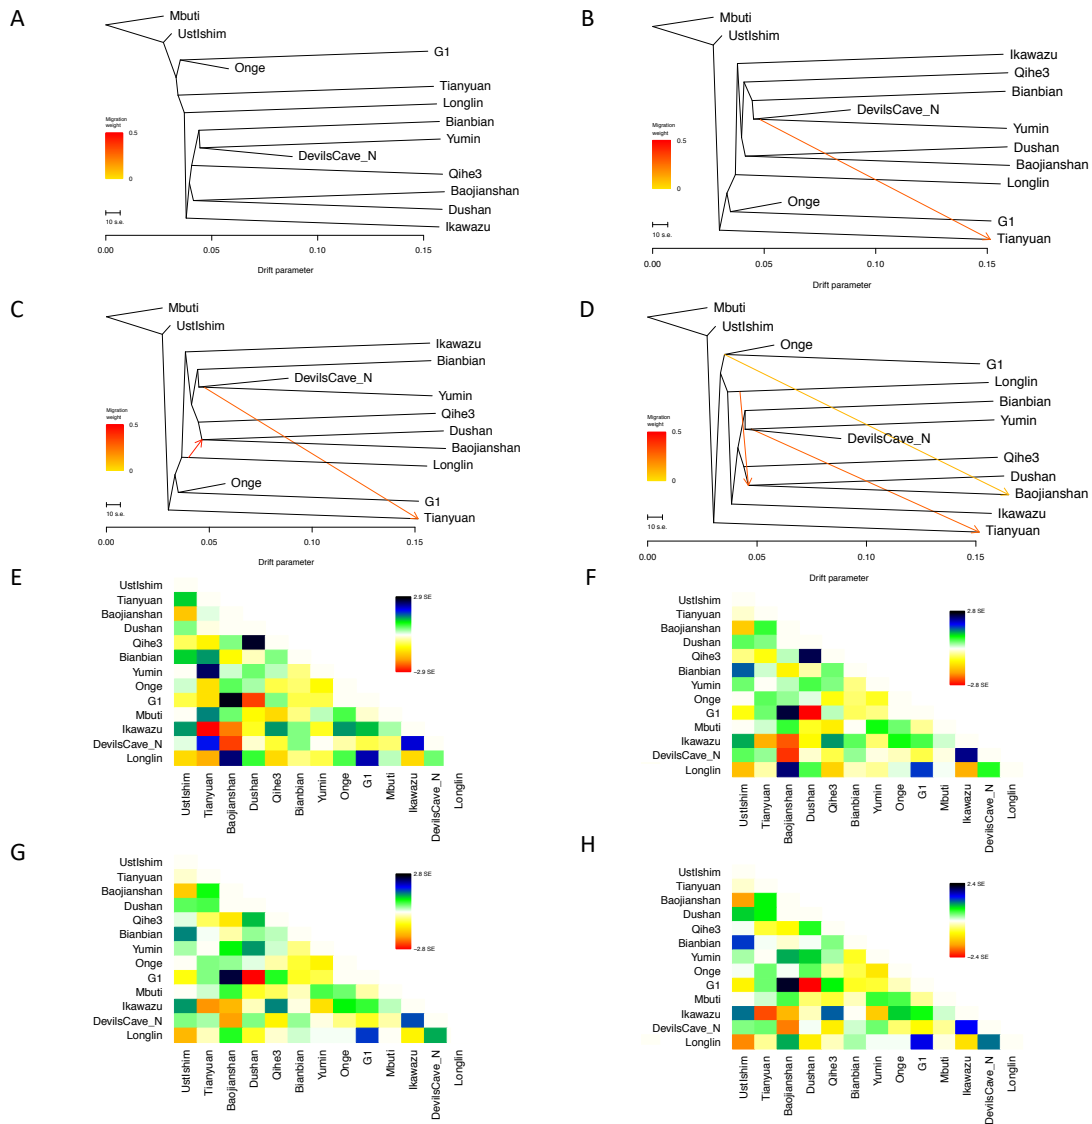 A
Mbuti
UstIshim
G1
Onge
Tianyuan
Longlin
Bianbian
Yumin
DevilsCave_N
Qihe3
Baojianshan
Dushan
Ikawazu
Migration
weight
0.5
0
10 s.e.
0.00
0.05
0.10
0.15
Drift parameter
B
Mbuti
UstIshim
Ikawazu
Qihe3
Bianbian
DevilsCave_N
Yumin
Dushan
Baojianshan
Longlin
Onge
G1
Tianyuan
Migration
weight
0.5
0
10 s.e.
0.00
0.05
0.10
0.15
Drift parameter
C
Mbuti
UstIshim
Ikawazu
Bianbian
DevilsCave_N
Yumin
Qihe3
Dushan
Baojianshan
Longlin
Onge
G1
Tianyuan
Migration
weight
0.5
0
10 s.e.
0.00
0.05
0.10
0.15
Drift parameter
D
Mbuti
UstIshim
Onge
G1
Longlin
Bianbian
Yumin
DevilsCave_N
Qihe3
Dushan
Baojianshan
Ikawazu
Tianyuan
Migration
weight
0.5
0
10 s.e.
0.00
0.05
0.10
0.15
Drift parameter
E
UstIshim
Tianyuan
Baojianshan
Dushan
Qihe3
Bianbian
Yumin
Onge
G1
Mbuti
Ikawazu
DevilsCave_N
Longlin
2.9 SE
−2.9 SE
UstIshim
Tianyuan
Baojianshan
Dushan
Qihe3
Bianbian
Yumin
Onge
G1
Mbuti
Ikawazu
DevilsCave_N
Longlin
F
UstIshim
Tianyuan
Baojianshan
Dushan
Qihe3
Bianbian
Yumin
Onge
G1
Mbuti
Ikawazu
DevilsCave_N
Longlin
2.8 SE
−2.8 SE
UstIshim
Tianyuan
Baojianshan
Dushan
Qihe3
Bianbian
Yumin
Onge
G1
Mbuti
Ikawazu
DevilsCave_N
Longlin
G
UstIshim
Tianyuan
Baojianshan
Dushan
Qihe3
Bianbian
Yumin
Onge
G1
Mbuti
Ikawazu
DevilsCave_N
Longlin
2.8 SE
−2.8 SE
UstIshim
Tianyuan
Baojianshan
Dushan
Qihe3
Bianbian
Yumin
Onge
G1
Mbuti
Ikawazu
DevilsCave_N
Longlin
H
UstIshim
Tianyuan
Baojianshan
Dushan
Qihe3
Bianbian
Yumin
Onge
G1
Mbuti
Ikawazu
DevilsCave_N
Longlin
2.4 SE
−2.4 SE
UstIshim
Tianyuan
Baojianshan
Dushan
Qihe3
Bianbian
Yumin
Onge
G1
Mbuti
Ikawazu
DevilsCave_N
Longlin